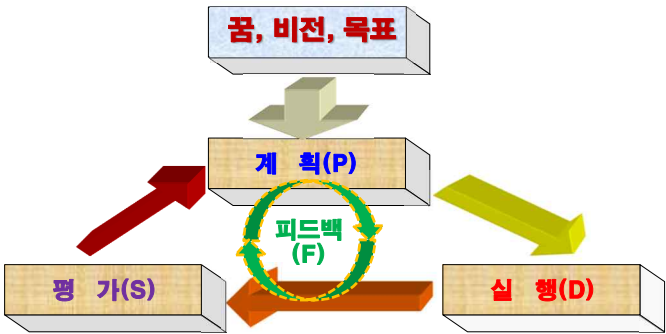 꿈, 비전, 목표
계 획(P)
피드백
(F)
평 가(S)
실 행(D)